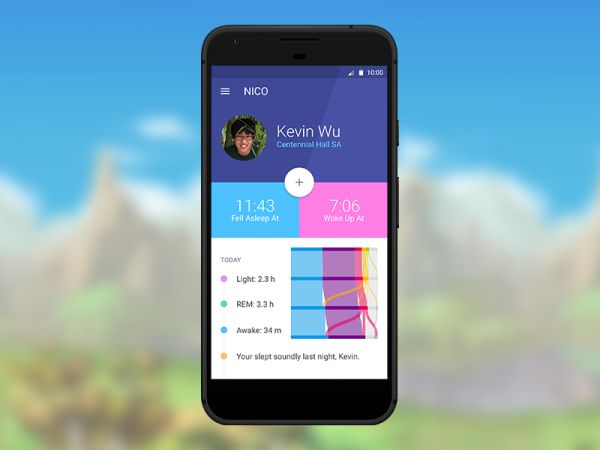 10:00
NICO
Kevin Wu
Centennial Hall SA
11:43
Fell Asleep At
7:06
Woke Up At
TODAY
Light: 2.3 h
REM: 3.3 h
Awake: 34 m
Your slept soundly last night, Kevin.